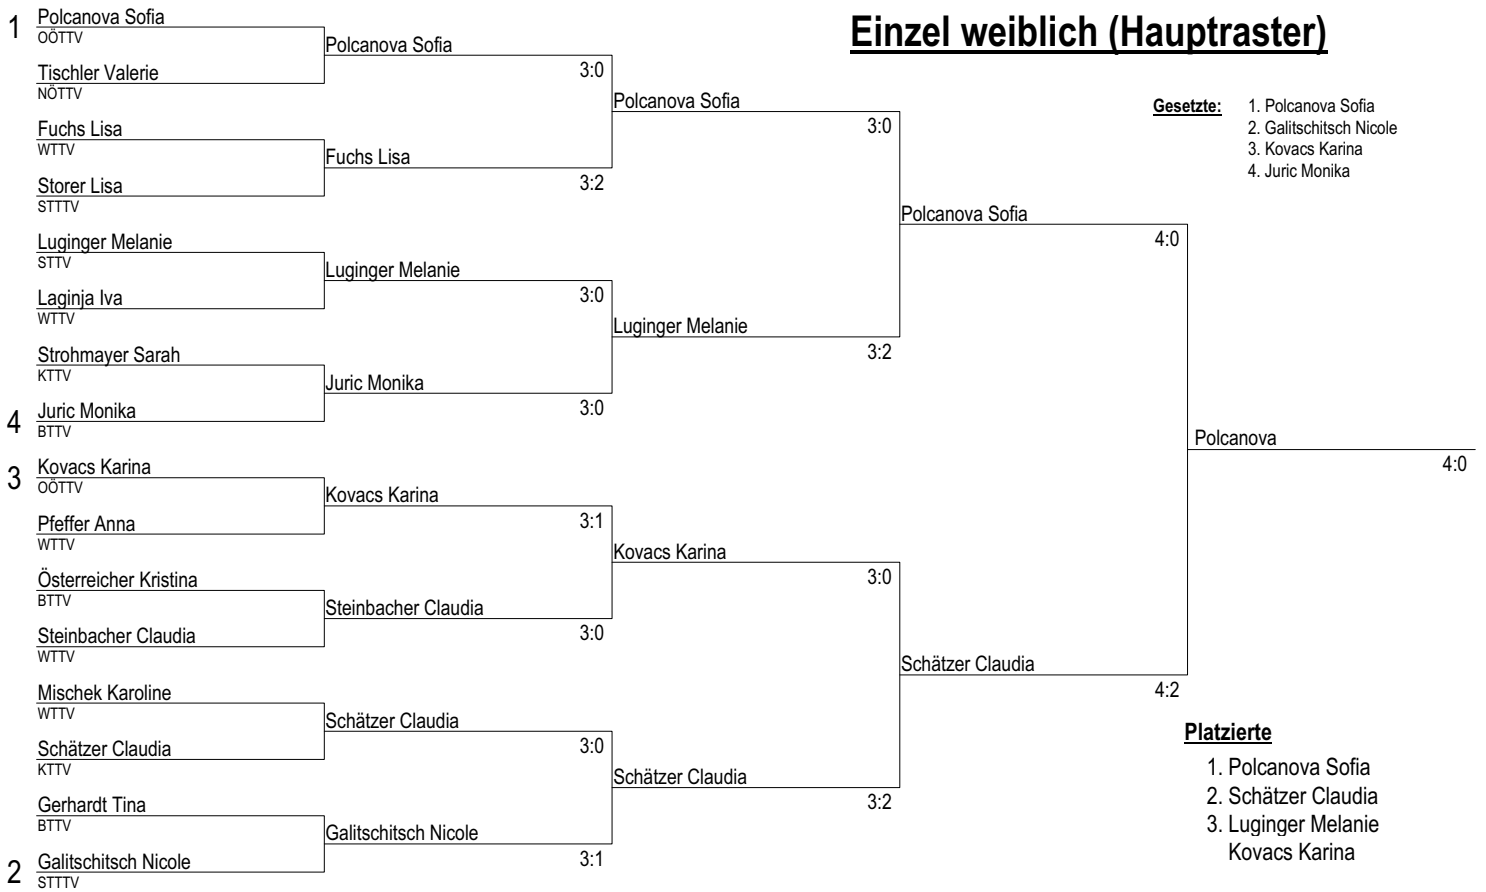 Einzel weiblich (Hauptraster)
Gesetzte: 1. Polcanova Sofia
2. Galitschitsch Nicole
3. Kovacs Karina
4. Juric Monika
1 Polcanova Sofia
OÖTTV
Tischler Valerie
NÖTTV
Fuchs Lisa
WTTV
Storer Lisa
STTTV
Luginger Melanie
STTV
Laginja Iva
WTTV
Strohmayer Sarah
KTTV
4 Juric Monika
BTTV
3 Kovacs Karina
OÖTTV
Pfeffer Anna
WTTV
Österreicher Kristina
BTTV
Steinbacher Claudia
WTTV
Mischek Karoline
WTTV
Schätzer Claudia
KTTV
Gerhardt Tina
BTTV
2 Galitschitsch Nicole
STTTV
Polcanova Sofia
3:0
Fuchs Lisa
3:2
Luginger Melanie
3:0
Juric Monika
3:0
Kovacs Karina
3:1
Steinbacher Claudia
3:0
Schätzer Claudia
3:0
Galitschitsch Nicole
3:1
Polcanova Sofia
3:0
Luginger Melanie
3:2
Kovacs Karina
3:0
Schätzer Claudia
3:2
Polcanova Sofia
4:0
Schätzer Claudia
4:2
Polcanova
4:0
Platzierte
1. Polcanova Sofia
2. Schätzer Claudia
3. Luginger Melanie
Kovacs Karina